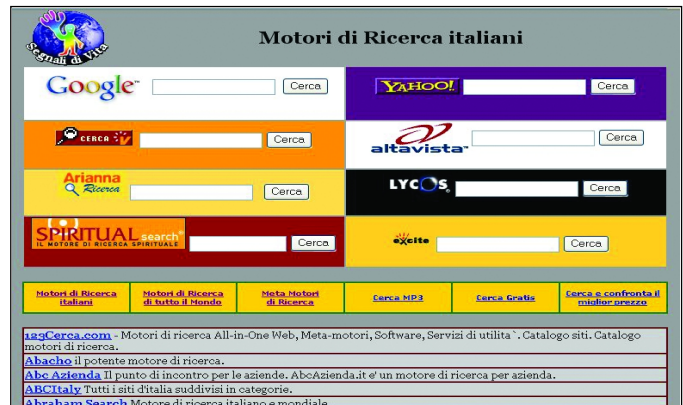 Segnali di Vita
Motori di Ricerca italiani
Google™ Cerca
YAHOO! Cerca
CERCA Cerca
altavista™ Cerca
Arianna
Ricerca Cerca
LYCOS Cerca
SPIRITUAL search®
IL MOTORE DI RICERCA SPIRITUALE Cerca
excite Cerca
Motori di Ricerca
italiani
Motori di Ricerca
di tutto il Mondo
Meta Motori
di Ricerca
Cerca MP3
Cerca Gratis
Cerca e confronta il
miglior prezzo
123Cerca.com - Motori di ricerca All-in-One Web, Meta-motori, Software, Servizi di utilita`. Catalogo siti. Catalogo
motori di ricerca.
Abacho il potente motore di ricerca.
Abc Azienda Il punto di incontro per le aziende. AbcAzienda.it e' un motore di ricerca per azienda.
ABCItaly Tutti i siti d'italia suddivisi in categorie.
Abraham Search Motore di ricerca italiano e mondiale